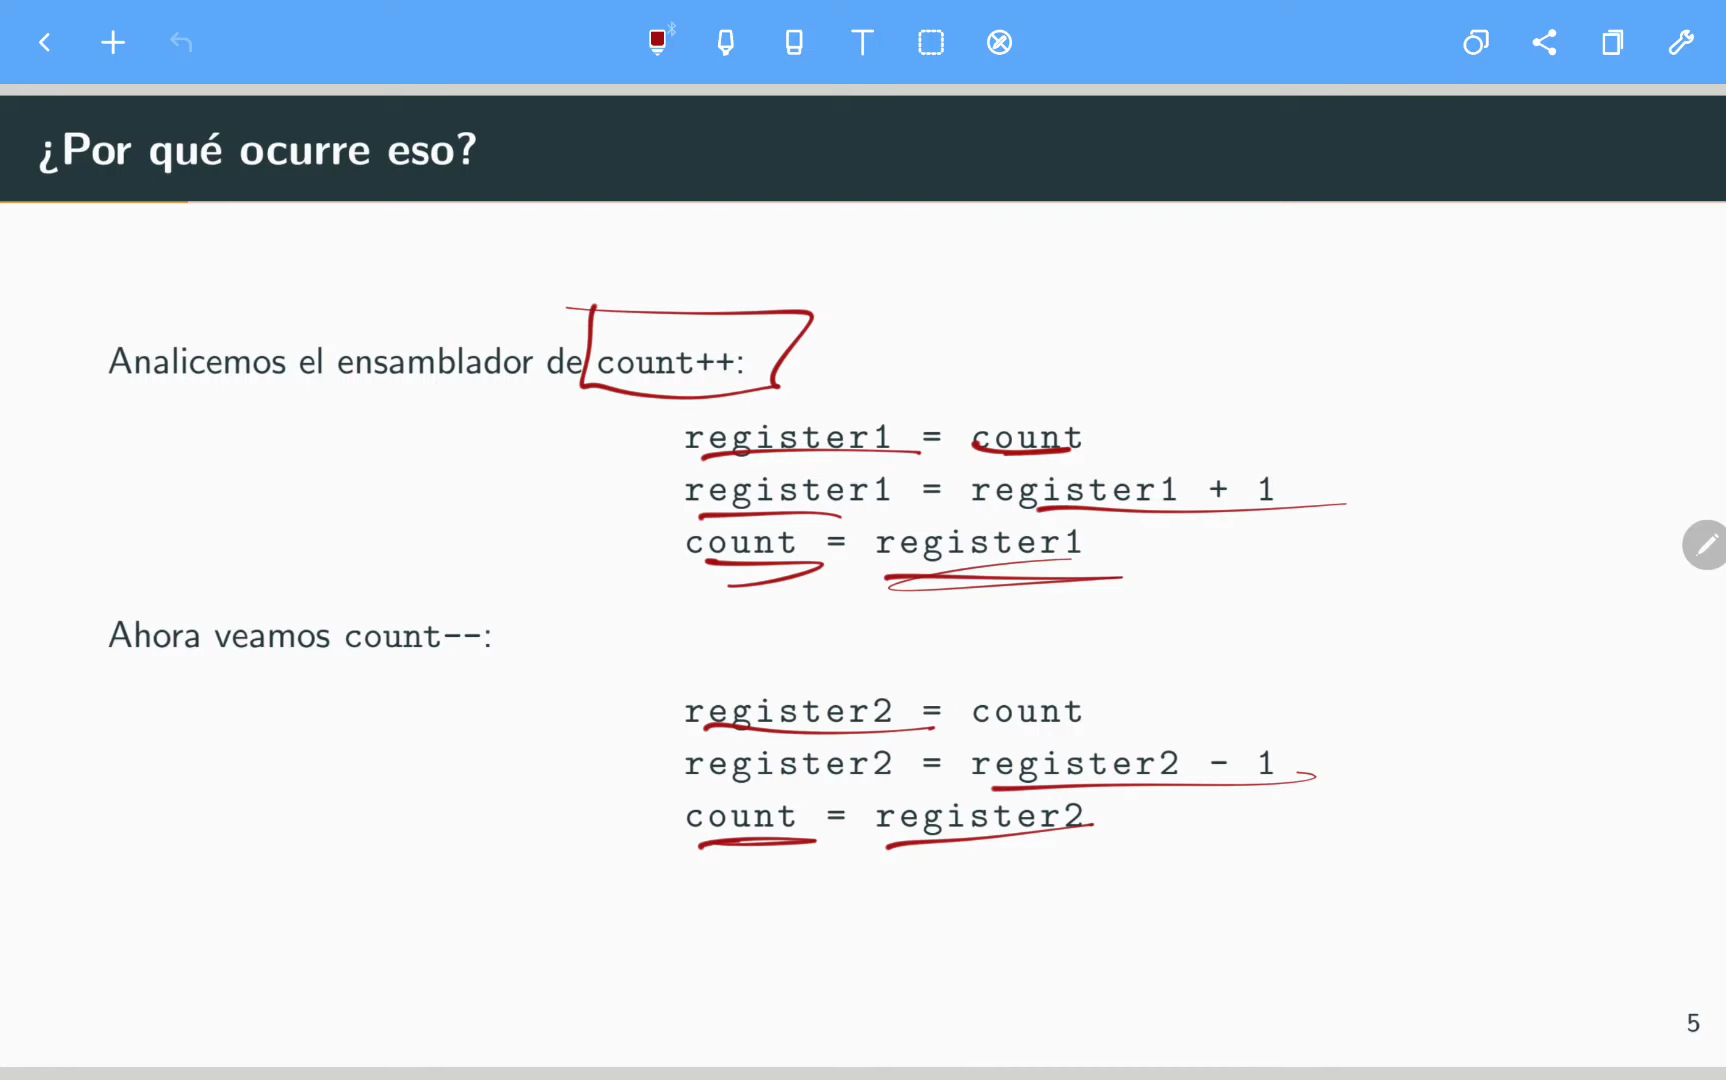 ¿Por qué ocurre eso?
Analicemos el ensamblador de count++:
register1 = count
register1 = register1 + 1
count = register1
Ahora veamos count--:
register2 = count
register2 = register2 - 1
count = register2
5